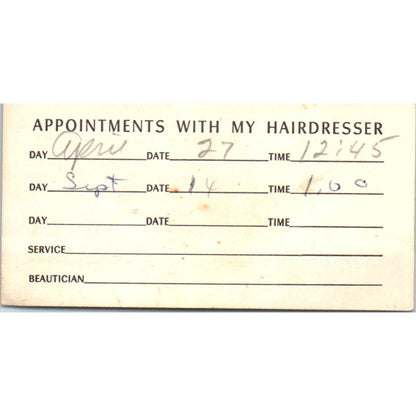 APPOINTMENTS WITH MY HAIRDRESSER
DAY April DATE 27 TIME 12:45
DAY Sept DATE 14 TIME 1.00
DAY DATE TIME
SERVICE
BEAUTICIAN